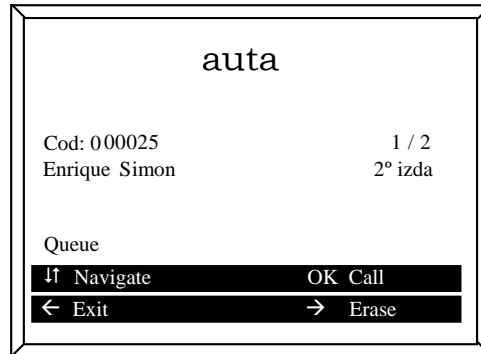 auta
Cod: 000025 1 / 2
Enrique Simon 2º izda
Queue
↓↑ Navigate OK Call
← Exit → Erase